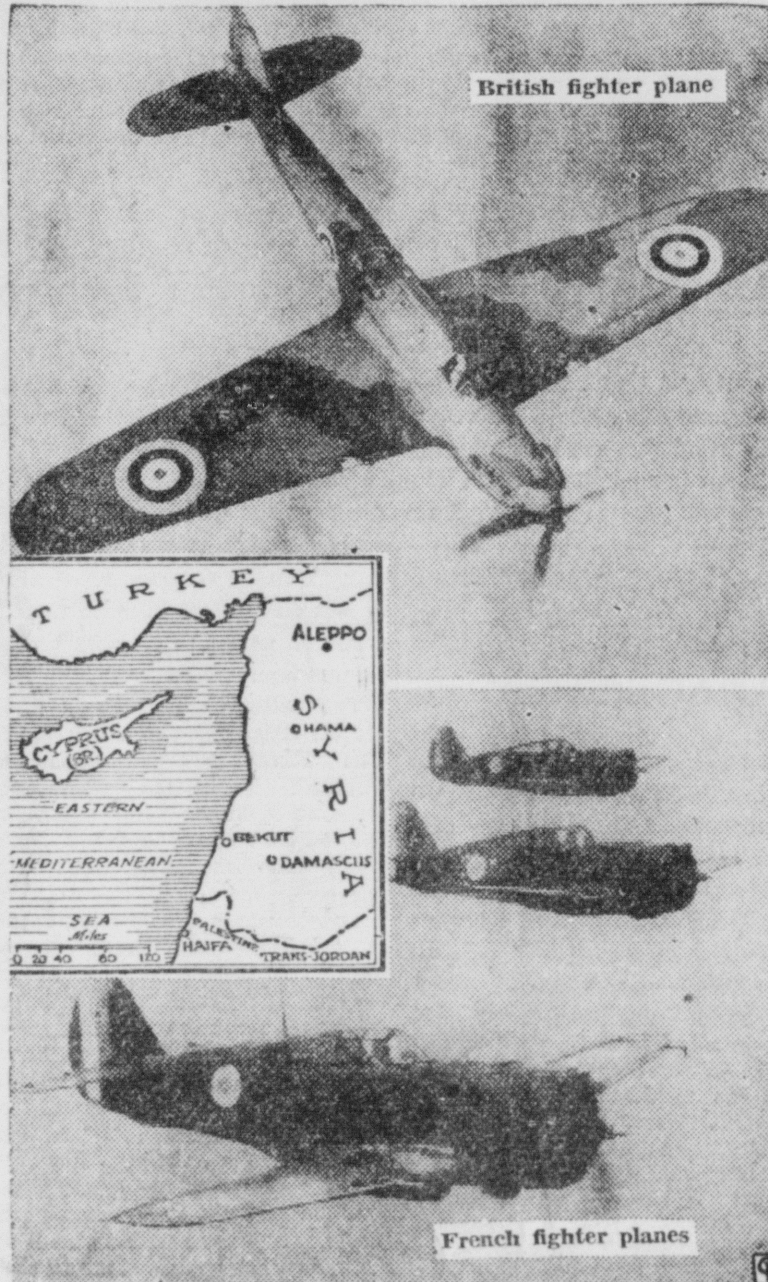 British fighter plane
TURKEY
ALEPPO
SYRIA
HAMA
CYPRUS
(BR.)
EASTERN
BEKUT
MEDITERRANEAN
DAMASCUS
SEA
Miles
0 20 40 60 120
PALESTINE
HAIFA
TRANS-JORDAN
French fighter planes